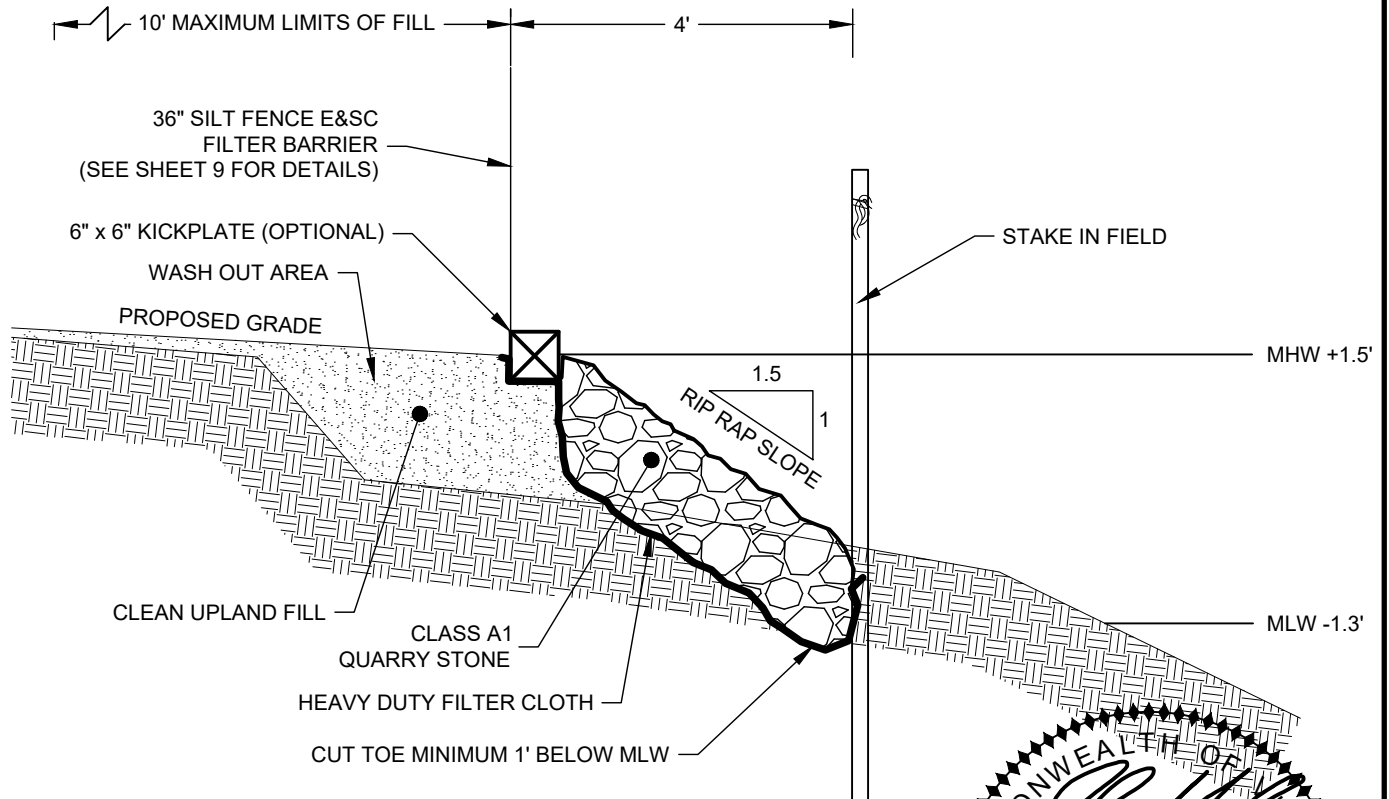 10' MAXIMUM LIMITS OF FILL
4'
36" SILT FENCE E&SC
FILTER BARRIER
(SEE SHEET 9 FOR DETAILS)
6" x 6" KICKPLATE (OPTIONAL)
STAKE IN FIELD
WASH OUT AREA
PROPOSED GRADE
MHW +1.5'
1.5
1
RIP RAP SLOPE
CLEAN UPLAND FILL
CLASS A1
QUARRY STONE
MLW -1.3'
HEAVY DUTY FILTER CLOTH
CUT TOE MINIMUM 1' BELOW MLW
OF